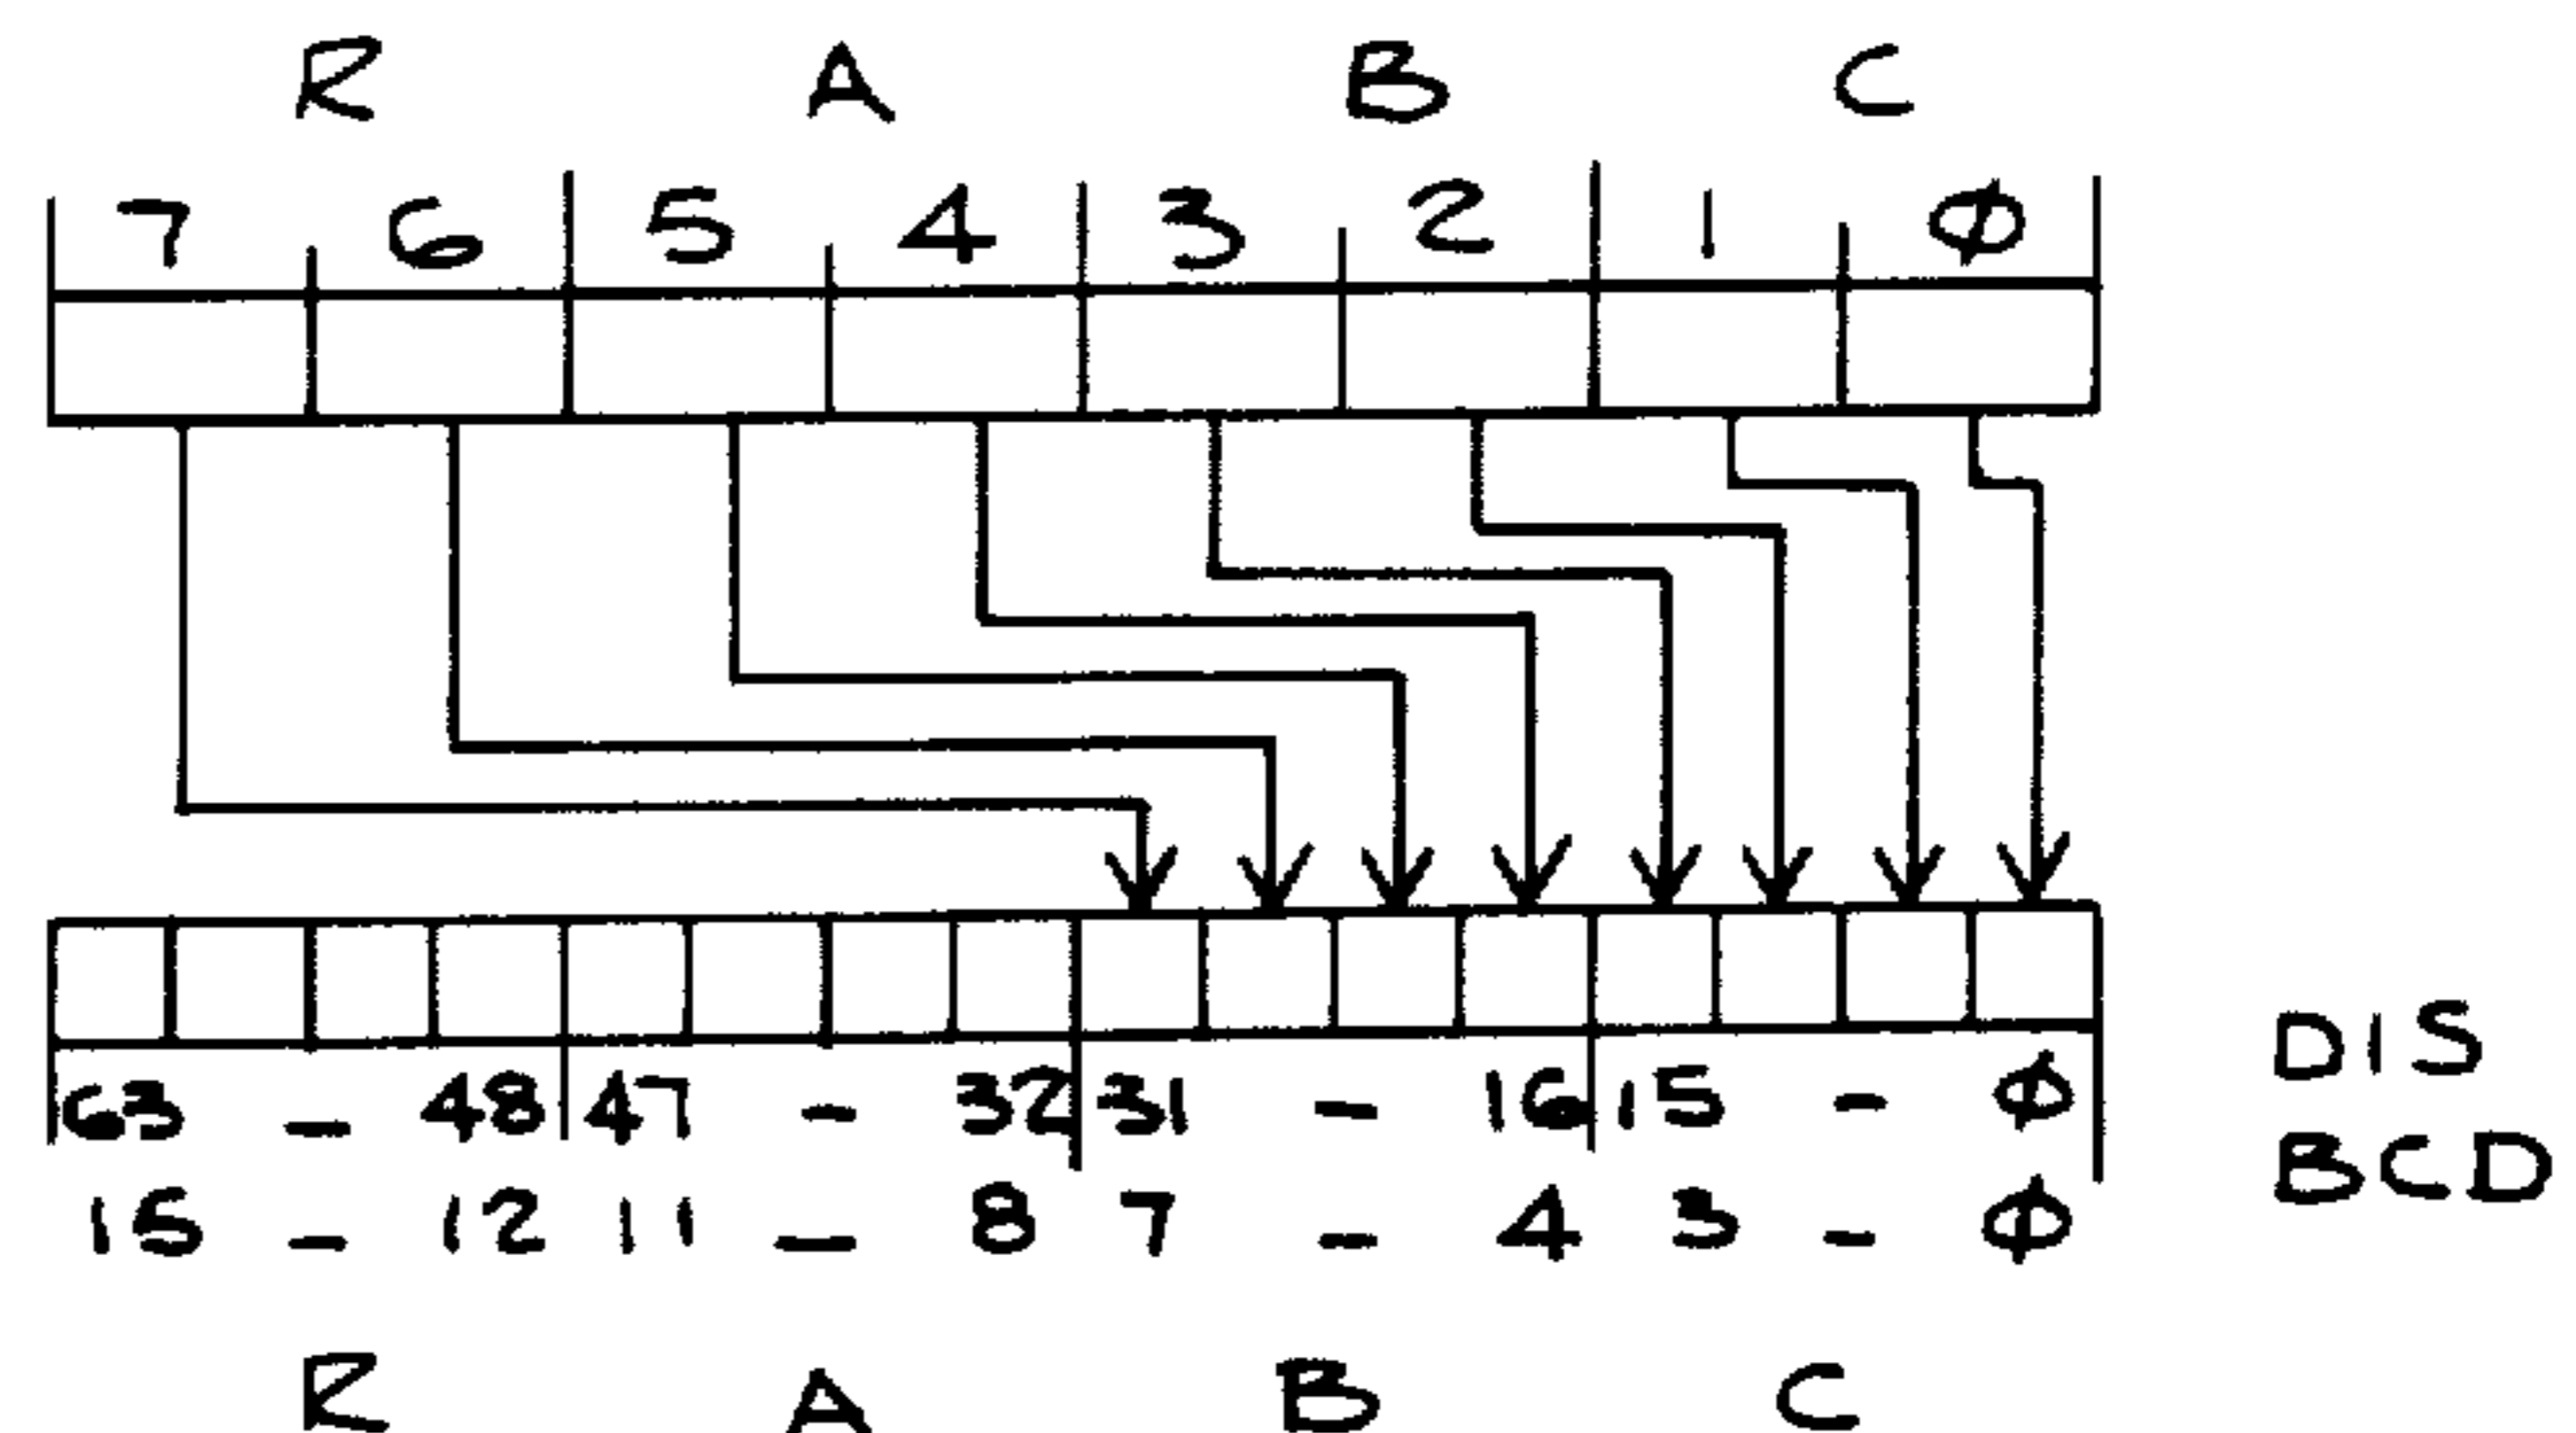 R A B C
7 6 5 4 3 2 1 Ø
63 - 48 47 - 32 31 - 16 15 - Ø DIS
15 - 12 11 - 8 7 - 4 3 - Ø BCD
R A B C